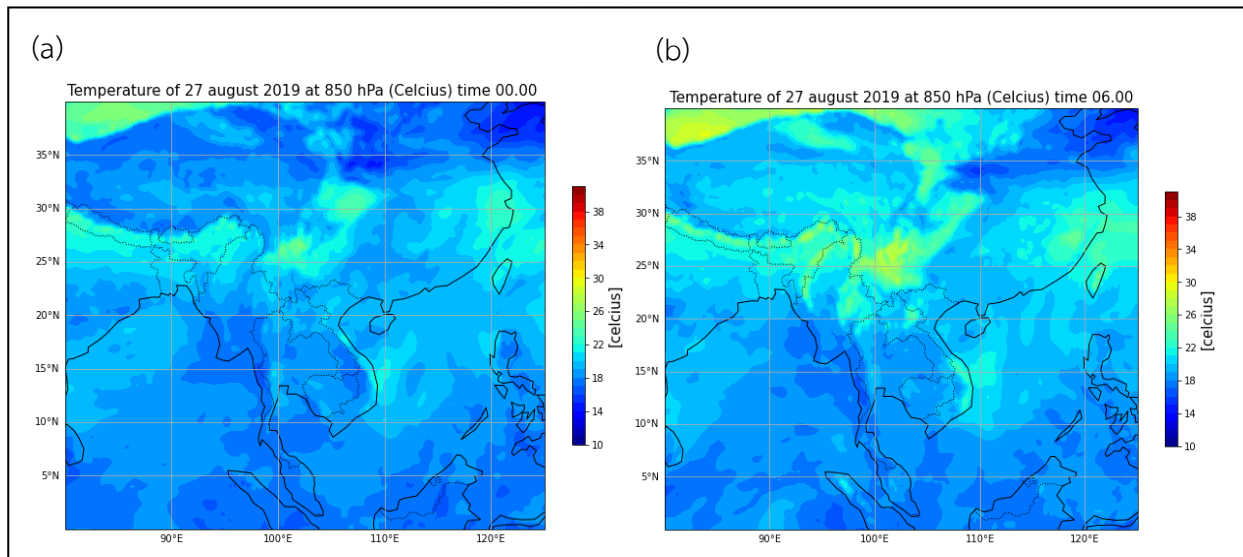 (a)
Temperature of 27 august 2019 at 850 hPa (Celcius) time 00.00
35°N
30°N
25°N
20°N
15°N
10°N
5°N
90°E
100°E
110°E
120°E
38
34
30
26
22
18
14
10
[celcius]
(b)
Temperature of 27 august 2019 at 850 hPa (Celcius) time 06.00
35°N
30°N
25°N
20°N
15°N
10°N
5°N
90°E
100°E
110°E
120°E
38
34
30
26
22
18
14
10
[celcius]